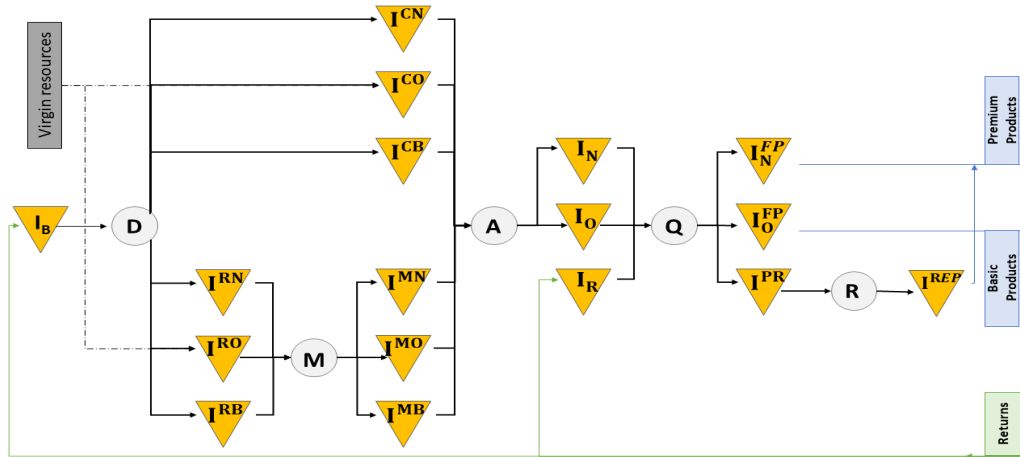 Virgin resources
I_B
D
I^CN
I^CO
I^CB
I^RN
I^RO
I^RB
M
I^MN
I^MO
I^MB
A
I_N
I_O
I_R
Q
I_N^FP
I_O^FP
I^PR
R
I^REP
Premium
Products
Basic
Products
Returns